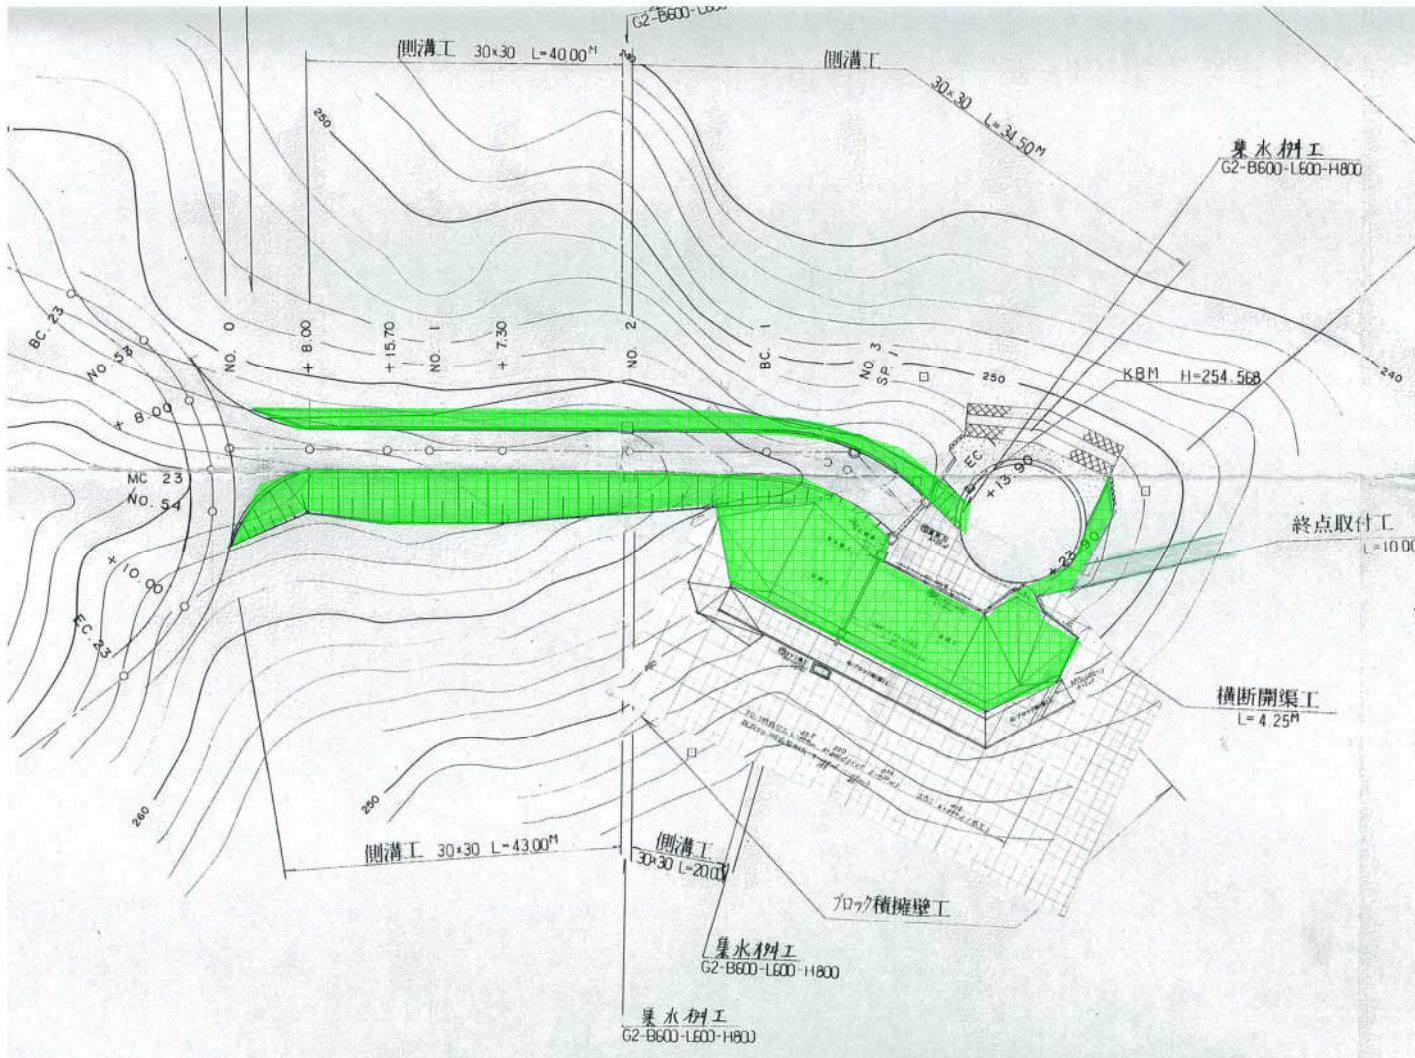 G2-B600-L600
側溝工 30×30 L=40.00M
側溝工
30×30 L=34.50M
集水桝工
G2-B600-L600-H800
250
240
BC. 23
NO. 53
+ 8.00
NO. 0
+ 8.00
+ 15.70
NO. 1
+ 7.30
NO. 2
BC. 1
NO. 3
SP. 1
250
240
KBM H=254.568
MC 23
NO. 54
EC.
+13.90
+23.90
終点取付工
L=10.00
+ 10.00
EC. 23
横断開渠工
L=4.25M
260
250
側溝工 30×30 L=43.00M
側溝工
30×30 L=20.00M
ブロック積擁壁工
集水桝工
G2-B600-L600-H800
集水桝工
G2-B600-L600-H800